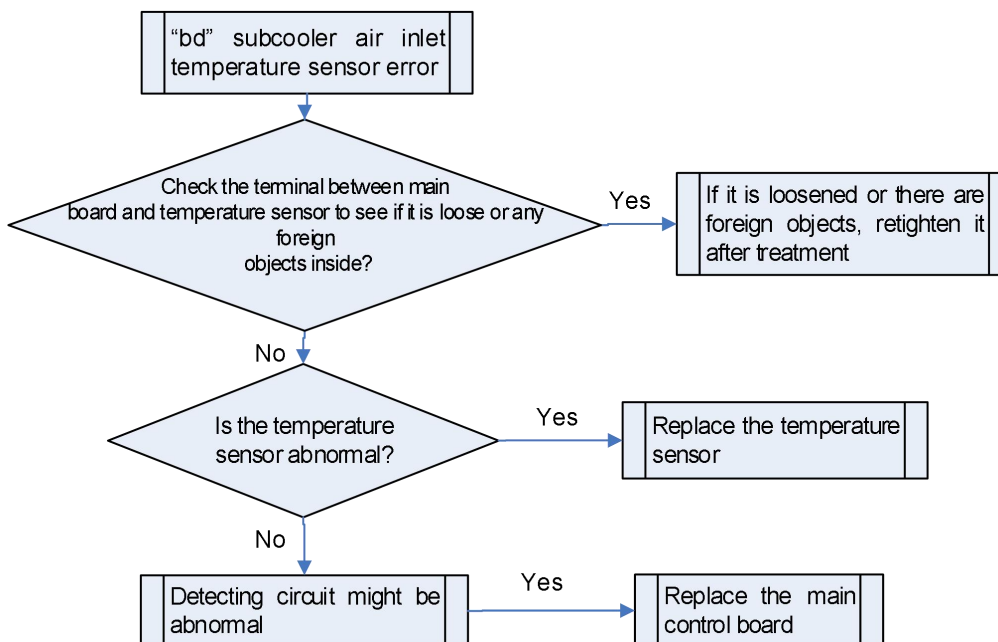 “bd” subcooler air inlet
temperature sensor error
Check the terminal between main
board and temperature sensor to see if it is loose or any
foreign
objects inside?
Yes
If it is loosened or there are
foreign objects, retighten it
after treatment
No
Is the temperature
sensor abnormal?
Yes
Replace the temperature
sensor
No
Detecting circuit might be
abnormal
Yes
Replace the main
control board